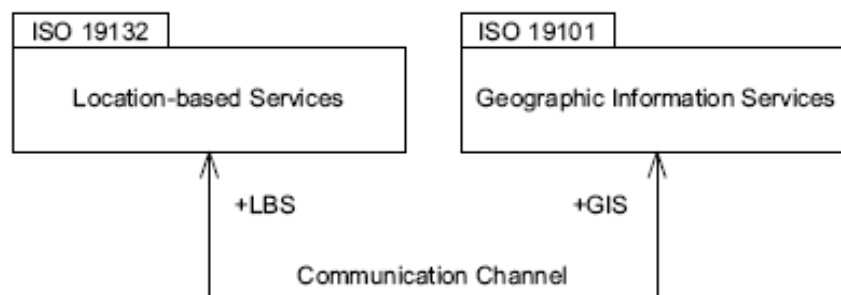 ISO 19132
ISO 19101
Location-based Services
Geographic Information Services
+LBS
+GIS
Communication Channel